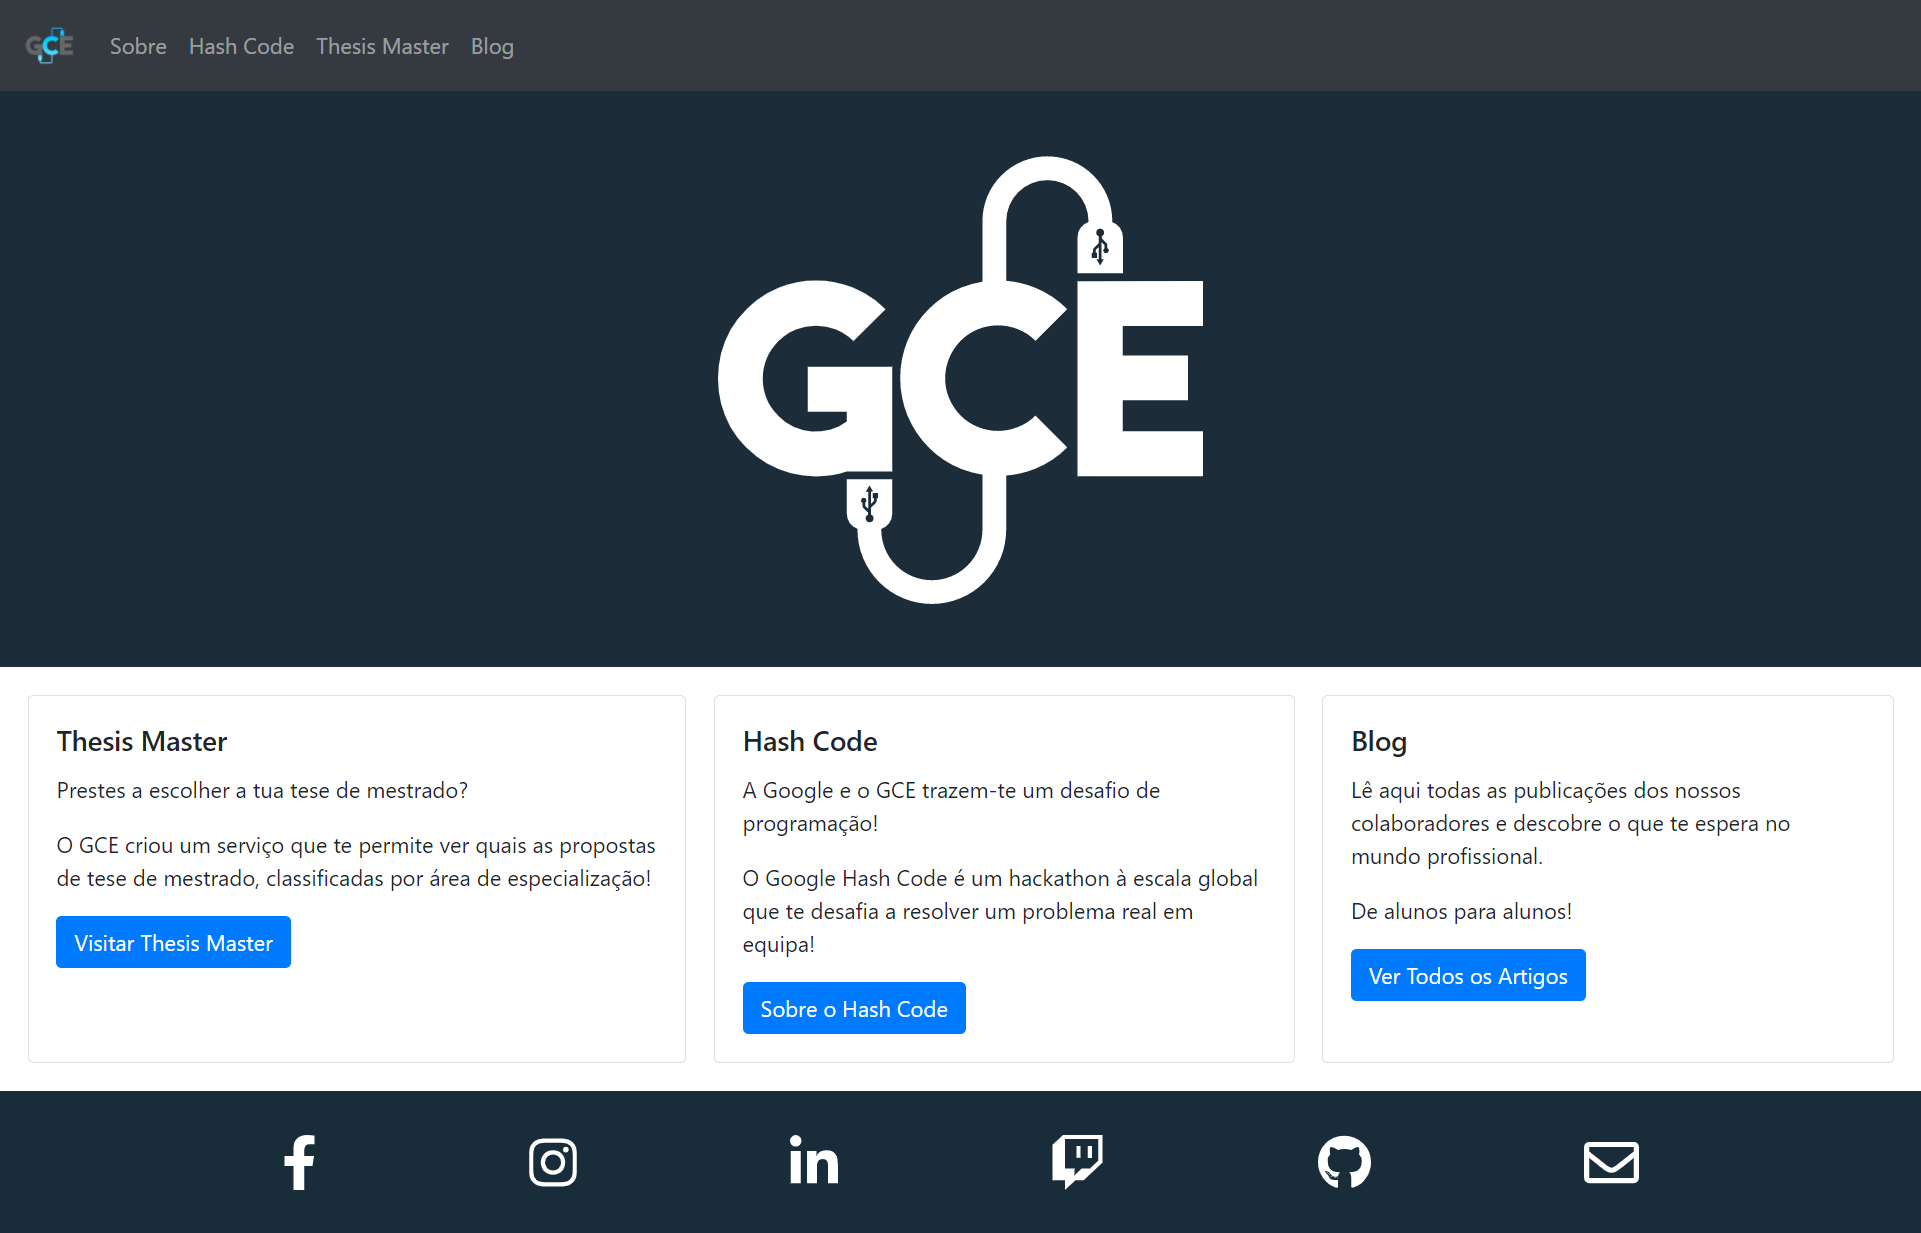 GCE
Sobre
Hash Code
Thesis Master
Blog
GCE
Thesis Master
Prestes a escolher a tua tese de mestrado?
O GCE criou um serviço que te permite ver quais as propostas
de tese de mestrado, classificadas por área de especialização!
Visitar Thesis Master
Hash Code
A Google e o GCE trazem-te um desafio de
programação!
O Google Hash Code é um hackathon à escala global
que te desafia a resolver um problema real em
equipa!
Sobre o Hash Code
Blog
Lê aqui todas as publicações dos nossos
colaboradores e descobre o que te espera no
mundo profissional.
De alunos para alunos!
Ver Todos os Artigos